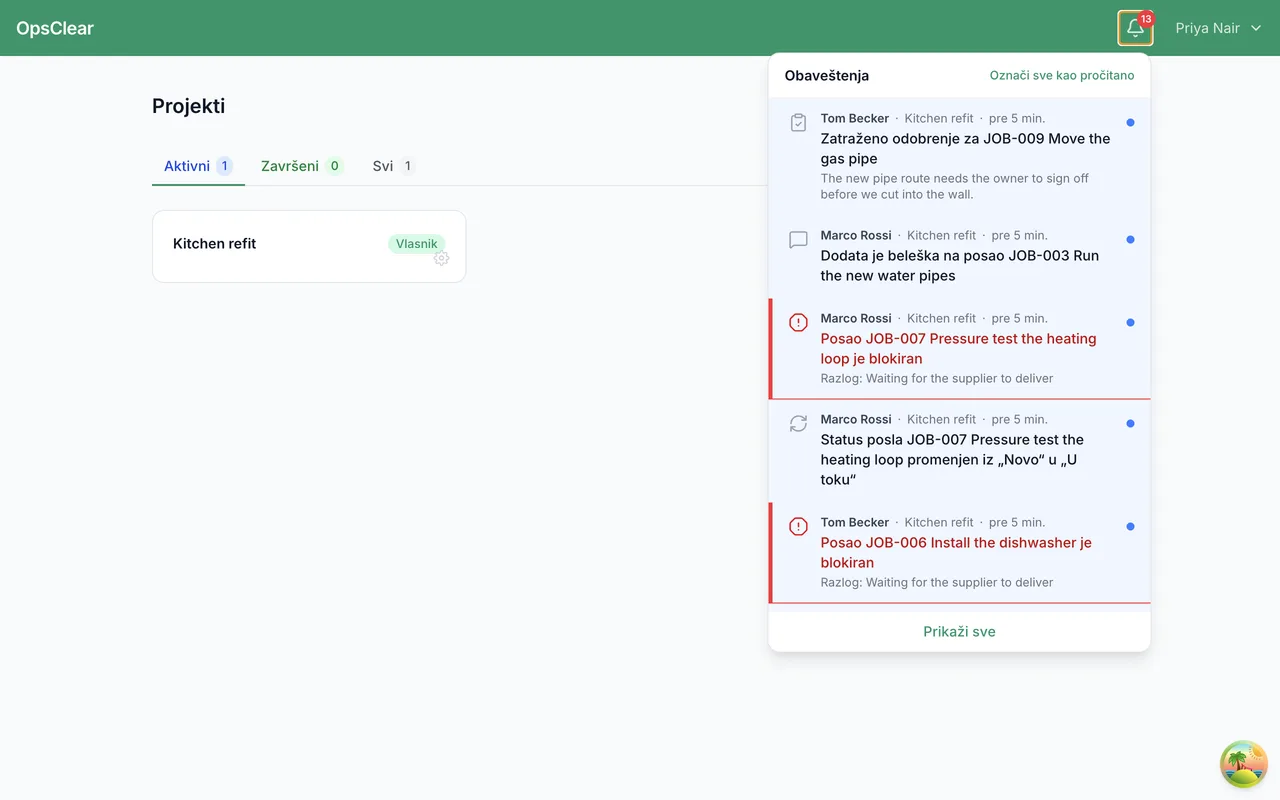 OpsClear
13
Priya Nair
Projekti
Aktivni 1
Završeni 0
Svi 1
Kitchen refit
Vlasnik
Obaveštenja
Označi sve kao pročitano
Tom Becker · Kitchen refit · pre 5 min.
Zatraženo odobrenje za JOB-009 Move the
gas pipe
The new pipe route needs the owner to sign off
before we cut into the wall.
Marco Rossi · Kitchen refit · pre 5 min.
Dodata je beleška na posao JOB-003 Run
the new water pipes
Marco Rossi · Kitchen refit · pre 5 min.
Posao JOB-007 Pressure test the heating
loop je blokiran
Razlog: Waiting for the supplier to deliver
Marco Rossi · Kitchen refit · pre 5 min.
Status posla JOB-007 Pressure test the
heating loop promenjen iz „Novo“ u „U
toku“
Tom Becker · Kitchen refit · pre 5 min.
Posao JOB-006 Install the dishwasher je
blokiran
Razlog: Waiting for the supplier to deliver
Prikaži sve